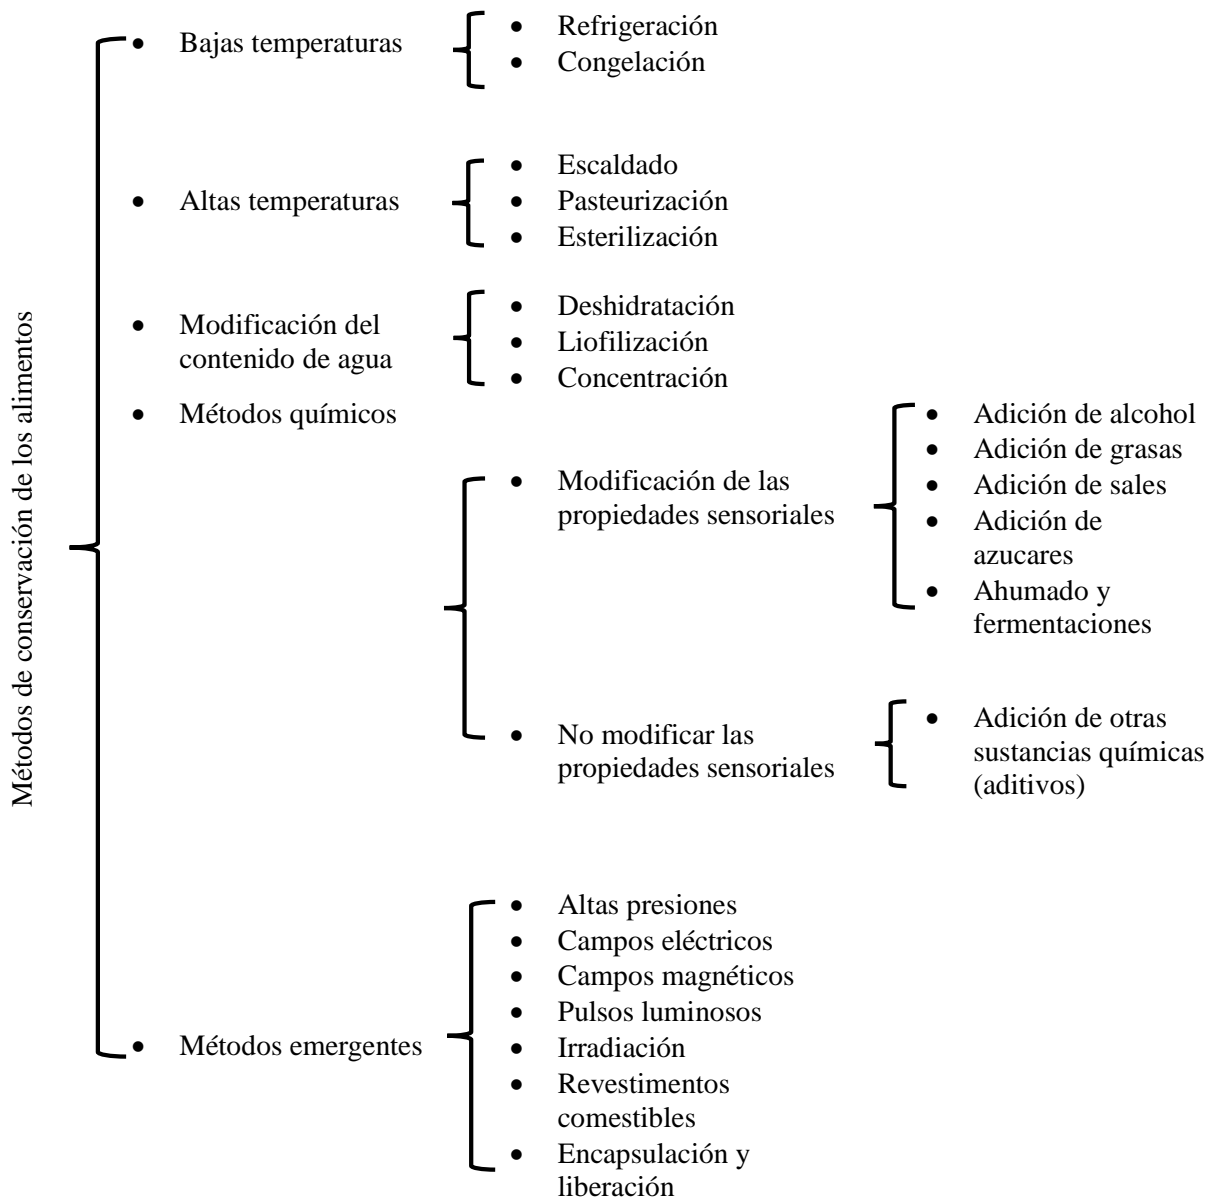 Métodos de conservación de los alimentos
• Bajas temperaturas
• Refrigeración
• Congelación
• Altas temperaturas
• Escaldado
• Pasteurización
• Esterilización
• Modificación del
contenido de agua
• Deshidratación
• Liofilización
• Concentración
• Métodos químicos
• Modificación de las
propiedades sensoriales
• Adición de alcohol
• Adición de grasas
• Adición de sales
• Adición de
azucares
• Ahumado y
fermentaciones
• No modificar las
propiedades sensoriales
• Adición de otras
sustancias químicas
(aditivos)
• Métodos emergentes
• Altas presiones
• Campos eléctricos
• Campos magnéticos
• Pulsos luminosos
• Irradiación
• Revestimentos
comestibles
• Encapsulación y
liberación